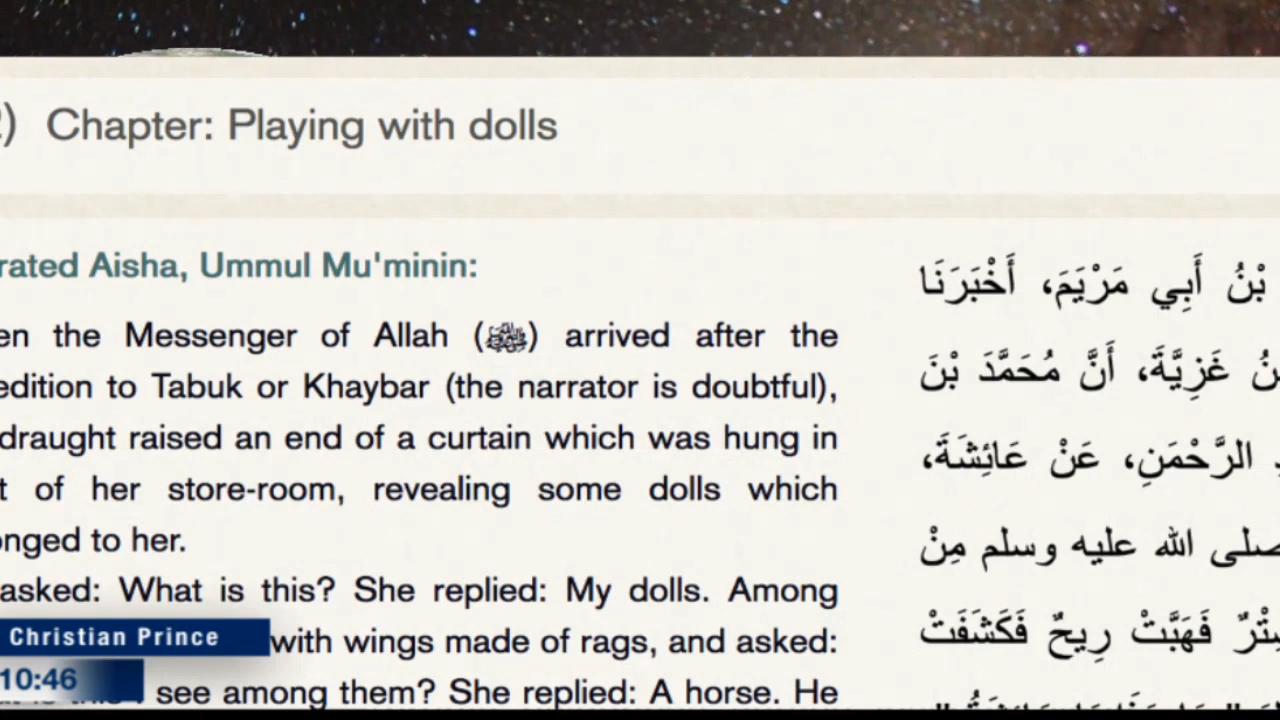 ) Chapter: Playing with dolls
rated Aisha, Ummul Mu'minin:
en the Messenger of Allah (ﷺ) arrived after the
edition to Tabuk or Khaybar (the narrator is doubtful),
draught raised an end of a curtain which was hung in
t of her store-room, revealing some dolls which
onged to her.
asked: What is this? She replied: My dolls. Among
with wings made of rags, and asked:
see among them? She replied: A horse. He
بْنُ أَبِي مَرْيَمَ، أَخْبَرَنَا
نُ غَزِيَّةَ، أَنَّ مُحَمَّدَ بْنَ
الرَّحْمَنِ، عَنْ عَائِشَةَ،
صلى الله عليه وسلم مِنْ
سِتْرٌ فَهَبَّتْ رِيحٌ فَكَشَفَتْ
Christian Prince
10:46